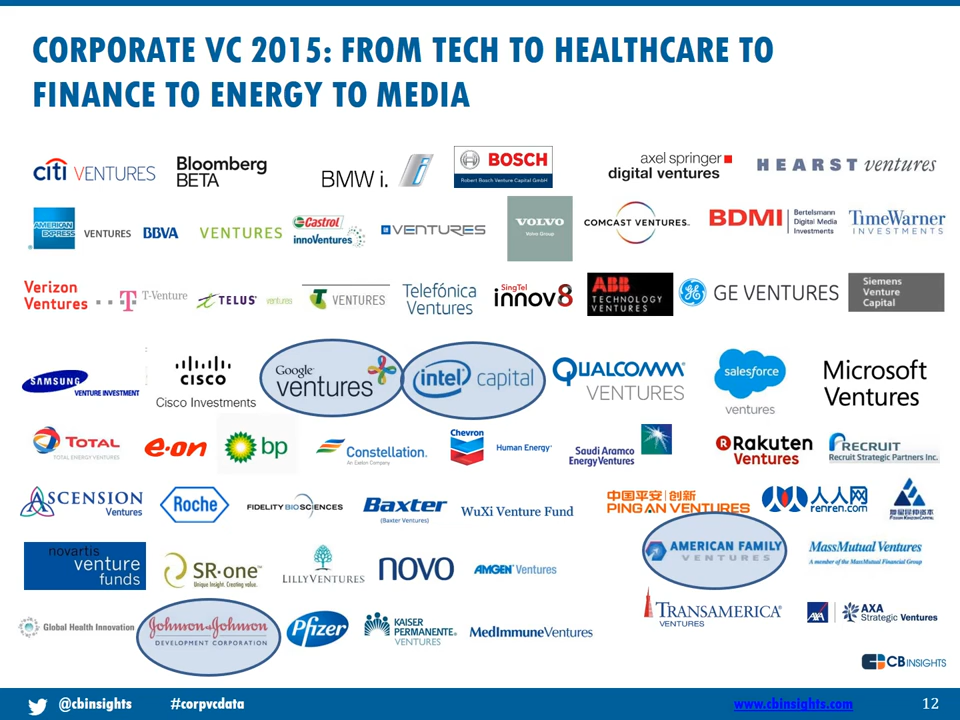 CORPORATE VC 2015: FROM TECH TO HEALTHCARE TO
FINANCE TO ENERGY TO MEDIA
citi VENTURES
Bloomberg
BETA
BMW i.
BOSCH
Robert Bosch Venture Capital GmbH
axel springer
digital ventures
HEARST ventures
AMERICAN
EXPRESS
VENTURES
BBVA VENTURES
Castrol
innoVentures
GM VENTURES
VOLVO
Volvo Group
COMCAST VENTURES
BDMI
Bertelsmann
Digital Media
Investments
TimeWarner
INVESTMENTS
Verizon
Ventures
T
T-Venture
TELUS ventures
T VENTURES
Telefónica
Ventures
SingTel
innov8
ABB
TECHNOLOGY
VENTURES
GE VENTURES
Siemens
Venture
Capital
SAMSUNG
VENTURE INVESTMENT
CISCO
Cisco Investments
Google
ventures
intel capital
QUALCOMM
VENTURES
salesforce
ventures
Microsoft
Ventures
TOTAL
TOTAL ENERGY VENTURES
e·on
bp
Constellation.
An Exelon Company
Chevron
Human Energy
Saudi Aramco
Energy Ventures
R Rakuten
Ventures
RECRUIT
Recruit Strategic Partners Inc.
ASCENSION
Ventures
Roche
FIDELITY BIOSCIENCES
Baxter
(Baxter Ventures)
WuXi Venture Fund
中国平安 | 创新
PING AN VENTURES
人人网
renren.com
novartis
venture
funds
SR·one™
Unique Insight. Creating value.
LILLYVENTURES
novo
AMGEN Ventures
AMERICAN FAMILY
VENTURES
MassMutual Ventures
A member of the MassMutual Financial Group
Global Health Innovation
Johnson & Johnson
DEVELOPMENT CORPORATION
Pfizer
KAISER
PERMANENTE®
VENTURES
MedImmuneVentures
TRANSAMERICA®
VENTURES
AXA
AXA
Strategic Ventures
CBINSIGHTS
@cbinsights #corpvcdata www.cbinsights.com 12